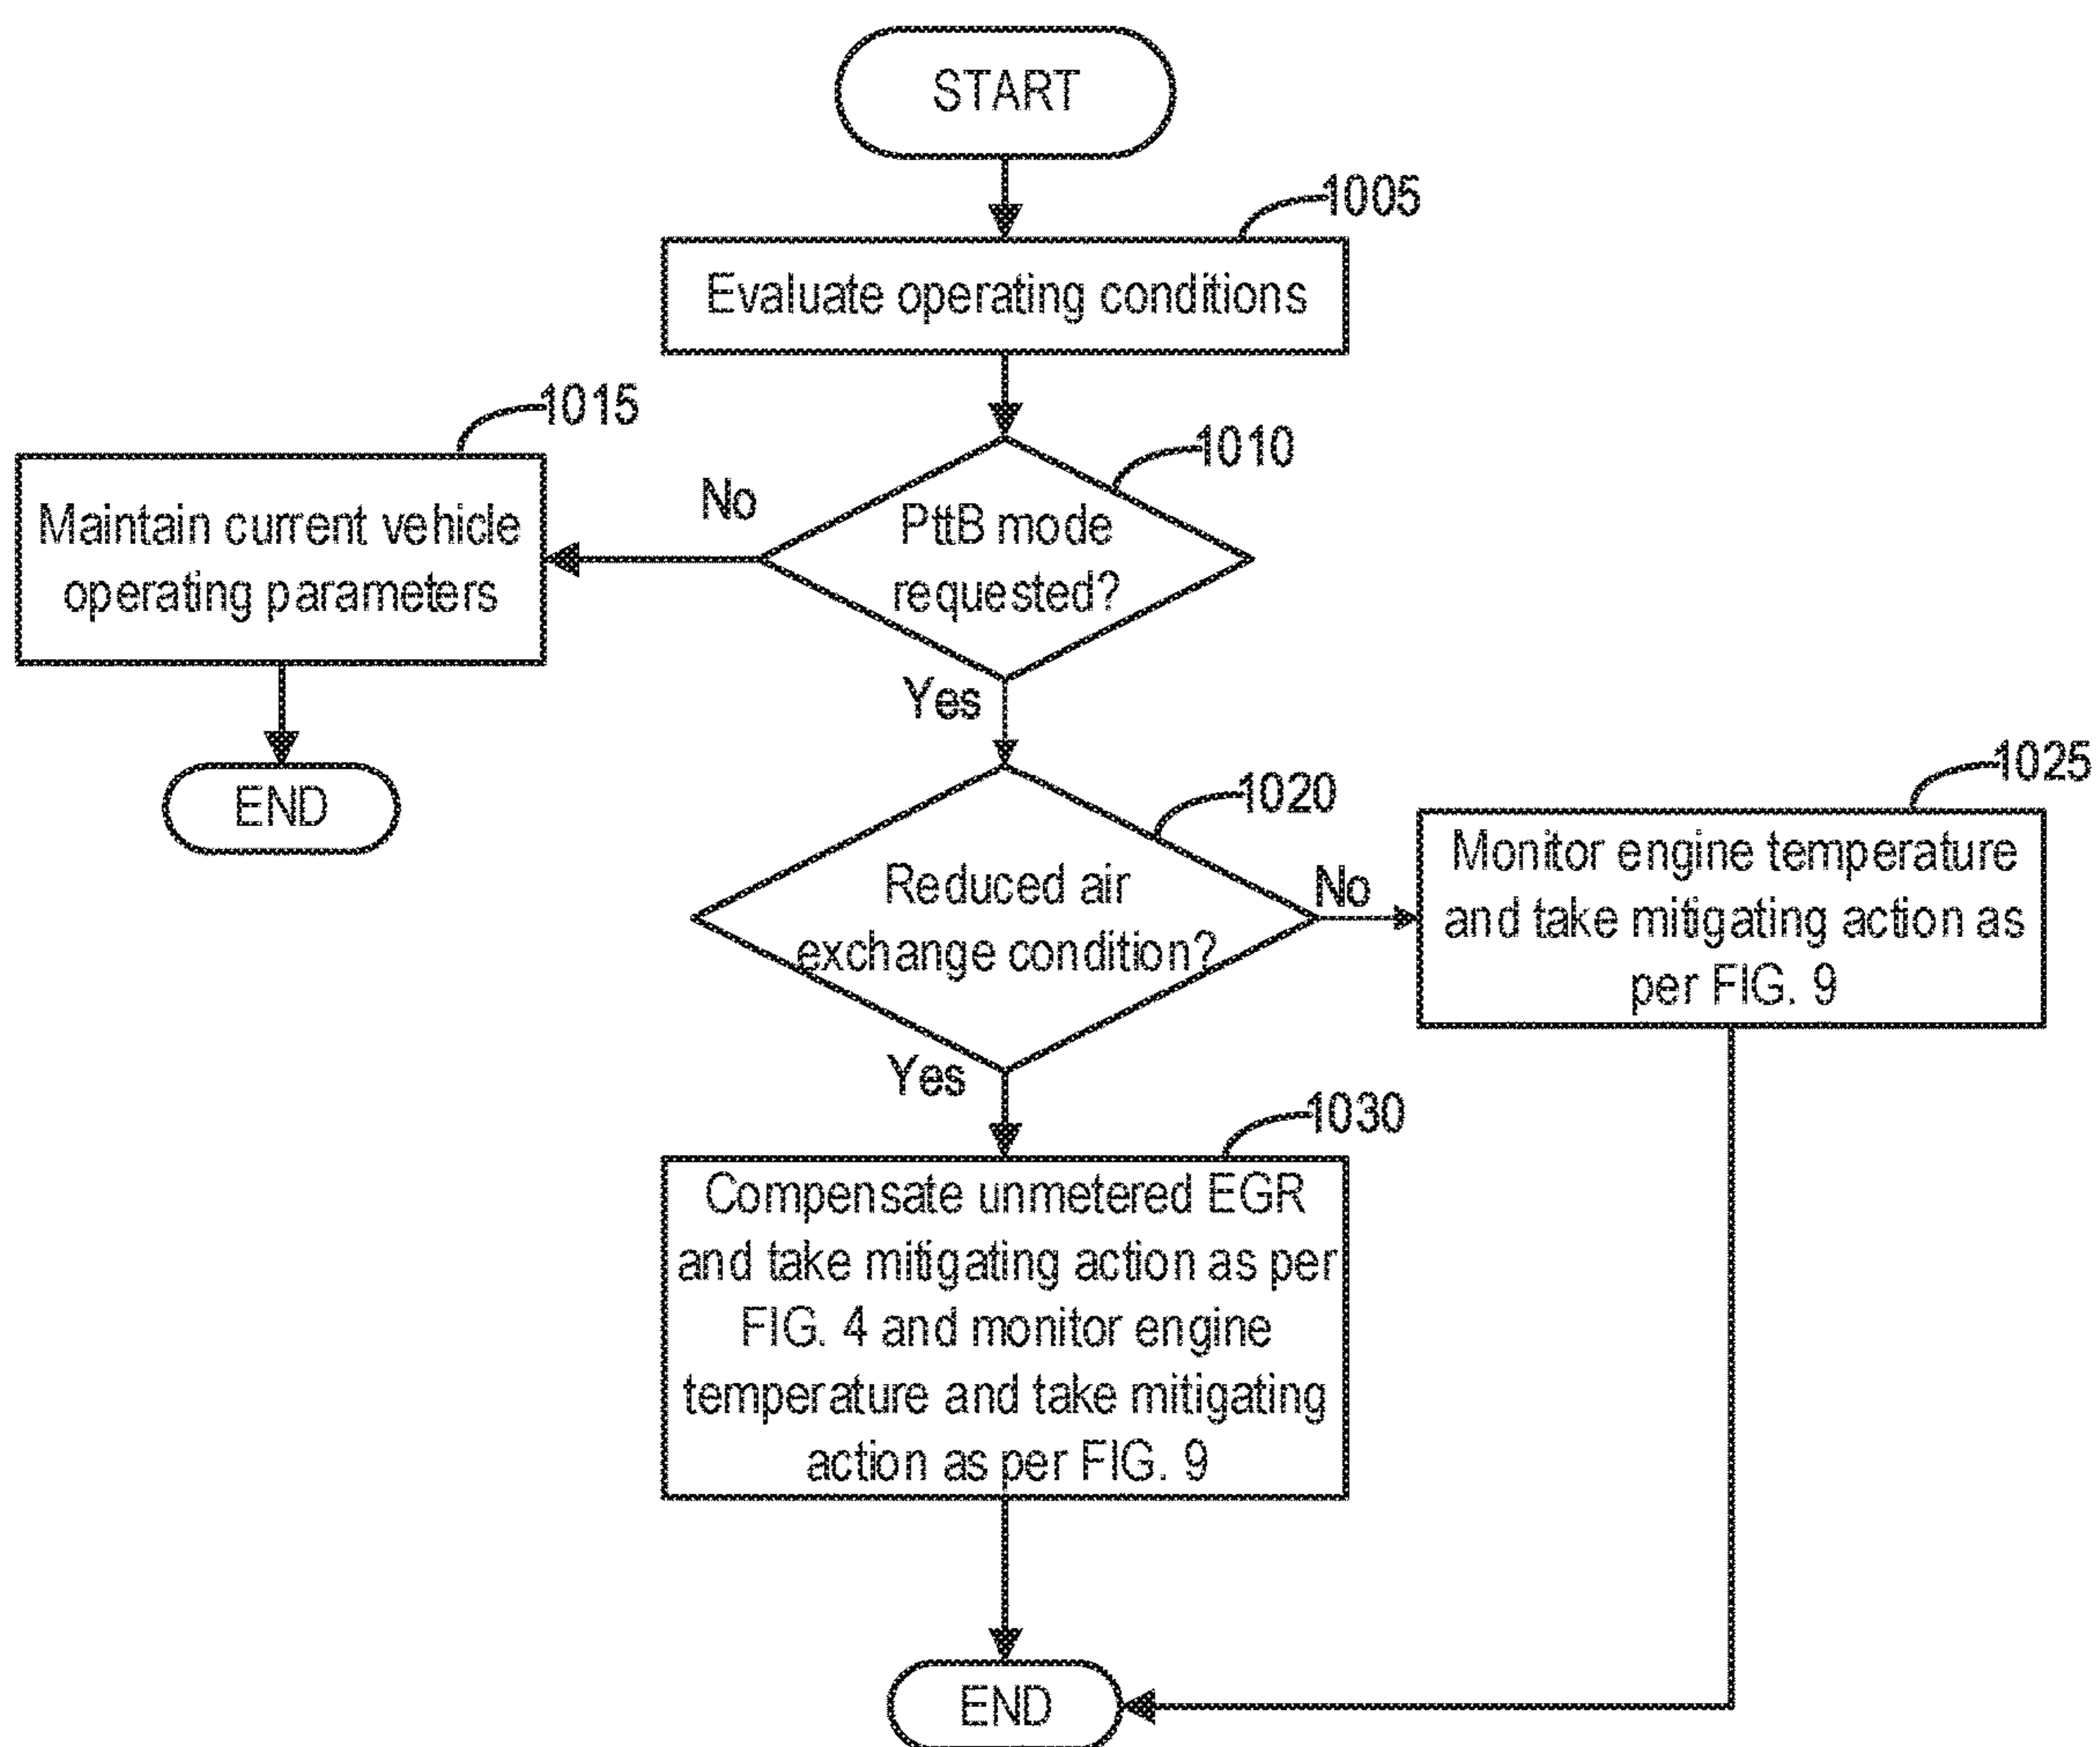 START
1005
Evaluate operating conditions
1015
1010
No
Maintain current vehicle
operating parameters
PttB mode
requested?
Yes
END
1025
1020
Reduced air
exchange condition?
No
Monitor engine temperature
and take mitigating action as
per FIG. 9
Yes
1030
Compensate unmetered EGR
and take mitigating action as per
FIG. 4 and monitor engine
temperature and take mitigating
action as per FIG. 9
END